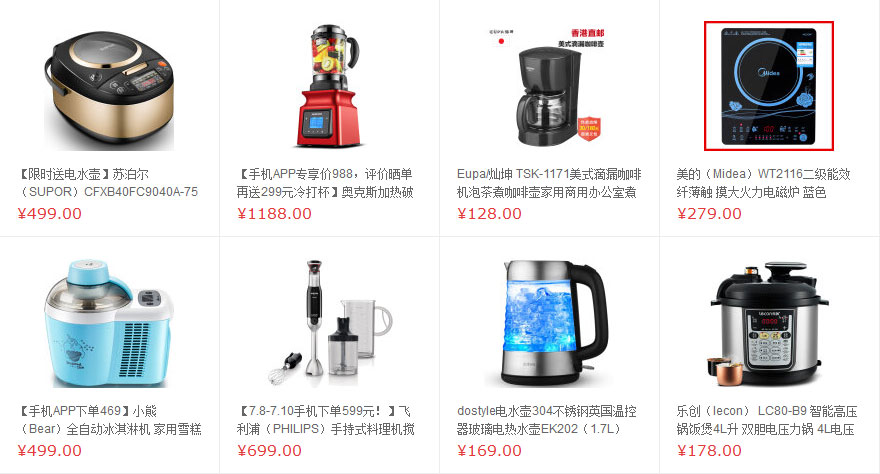 EUPA 灿坤
香港直邮
美式滴漏咖啡壶
Midea
【限时送电水壶】苏泊尔
（SUPOR）CFXB40FC9040A-75
¥499.00
【手机APP专享价988，评价晒单
再送299元冷打杯】奥克斯加热破
¥1188.00
Eupa/灿坤 TSK-1171美式滴漏咖啡
机泡茶煮咖啡壶家用商用办公室煮
¥128.00
美的（Midea）WT2116二级能效
纤薄触 摸大火力电磁炉 蓝色
¥279.00
lecon乐创
【手机APP下单469】小熊
（Bear）全自动冰淇淋机 家用雪糕
¥499.00
【7.8-7.10手机下单599元！】飞
利浦（PHILIPS）手持式料理机搅
¥699.00
dostyle电水壶304不锈钢英国温控
器玻璃电热水壶EK202（1.7L）
¥169.00
乐创（lecon） LC80-B9 智能高压
锅饭煲4L升 双胆电压力锅 4L电压
¥178.00